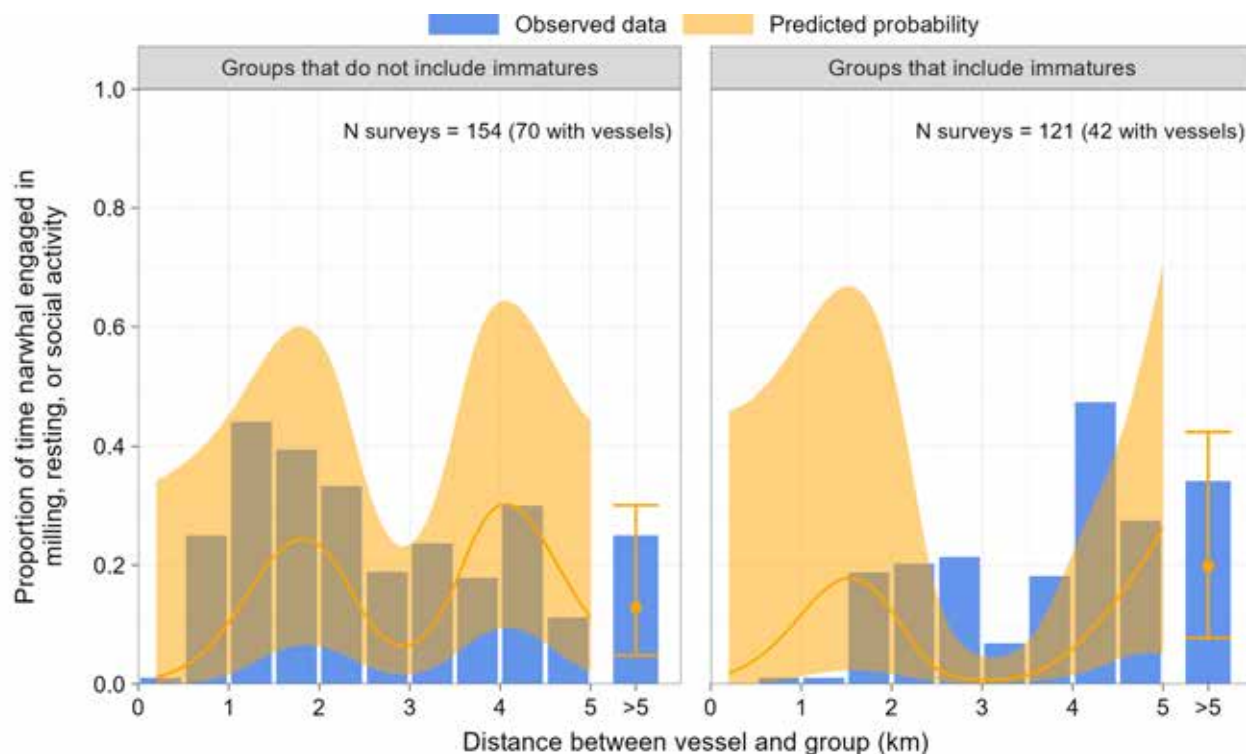 Observed data
Predicted probability
Groups that do not include immatures
Groups that include immatures
N surveys = 154 (70 with vessels)
N surveys = 121 (42 with vessels)
Proportion of time narwhal engaged in
milling, resting, or social activity
1.0
0.8
0.6
0.4
0.2
0.0
0 1 2 3 4 5 >5
0 1 2 3 4 5 >5
Distance between vessel and group (km)